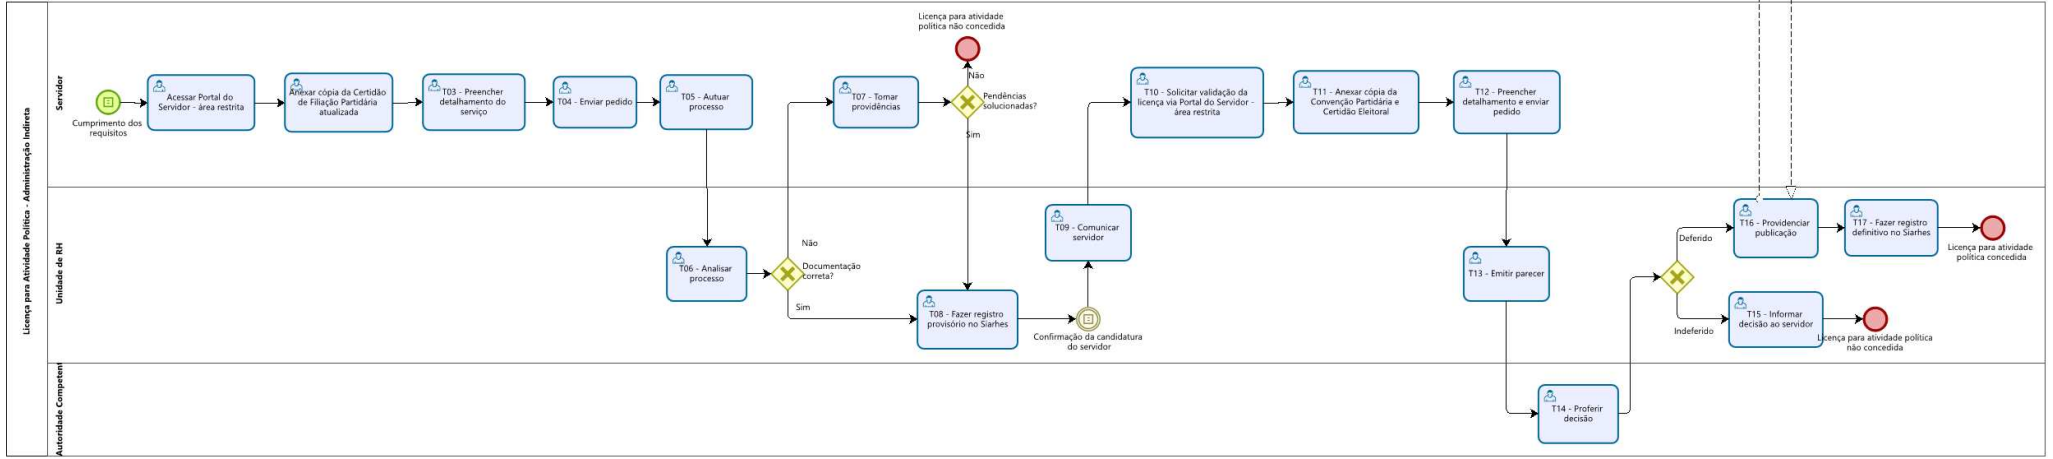 Licença para Atividade Política - Administração Indireta
Servidor
Cumprimento dos
requisitos
Acessar Portal do
Servidor - área restrita
Anexar cópia da Certidão
de Filiação Partidária
atualizada
T03 - Preencher
detalhamento do
serviço
T04 - Enviar pedido
T05 - Autuar
processo
T07 - Tomar
providências
Licença para atividade
política não concedida
Não
Pendências
solucionadas?
Sim
T10 - Solicitar validação da
licença via Portal do Servidor -
área restrita
T11 - Anexar cópia da
Convenção Partidária e
Certidão Eleitoral
T12 - Preencher
detalhamento e enviar
pedido
Unidade de RH
T06 - Analisar
processo
Não
Documentação
correta?
Sim
T08 - Fazer registro
provisório no Siarhes
T09 - Comunicar
servidor
Confirmação da candidatura
do servidor
T13 - Emitir parecer
Deferido
Indeferido
T16 - Providenciar
publicação
T17 - Fazer registro
definitivo no Siarhes
Licença para atividade
política concedida
T15 - Informar
decisão ao servidor
Licença para atividade política
não concedida
Autoridade Competent
T14 - Proferir
decisão